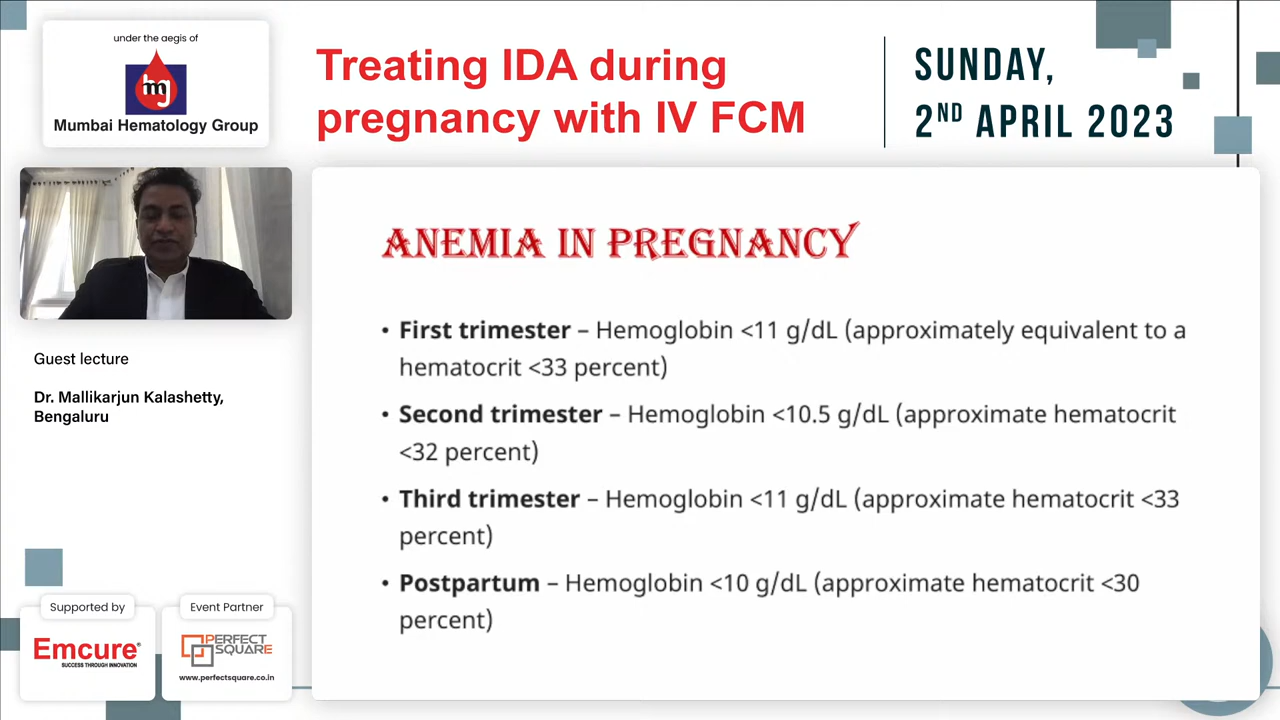 under the aegis of
mg
Mumbai Hematology Group
Treating IDA during
pregnancy with IV FCM
SUNDAY,
2ND APRIL 2023
Guest lecture
Dr. Mallikarjun Kalashetty,
Bengaluru
ANEMIA IN PREGNANCY
• First trimester – Hemoglobin <11 g/dL (approximately equivalent to a
hematocrit <33 percent)
• Second trimester – Hemoglobin <10.5 g/dL (approximate hematocrit
<32 percent)
• Third trimester – Hemoglobin <11 g/dL (approximate hematocrit <33
percent)
• Postpartum – Hemoglobin <10 g/dL (approximate hematocrit <30
percent)
Supported by
Emcure®
SUCCESS THROUGH INNOVATION
Event Partner
PERFECT
SQUARE
www.perfectsquare.co.in